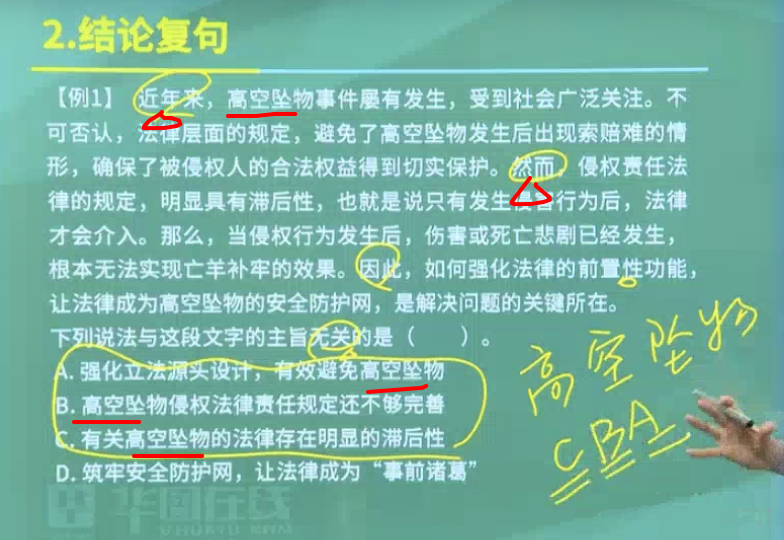 2.结论复句
【例1】近年来，高空坠物事件屡有发生，受到社会广泛关注。不
可否认，法律层面的规定，避免了高空坠物发生后出现索赔难的情
形，确保了被侵权人的合法权益得到切实保护。然而，侵权责任法
律的规定，明显具有滞后性，也就是说只有发生侵害行为后，法律
才会介入。那么，当侵权行为发生后，伤害或死亡悲剧已经发生，
根本无法实现亡羊补牢的效果。因此，如何强化法律的前置性功能，
让法律成为高空坠物的安全防护网，是解决问题的关键所在。
下列说法与这段文字的主旨无关的是（　　）。
A. 强化立法源头设计，有效避免高空坠物
B. 高空坠物侵权法律责任规定还不够完善
C. 有关高空坠物的法律存在明显的滞后性
D. 筑牢安全防护网，让法律成为“事前诸葛”
高空坠物
CBA
华图在线